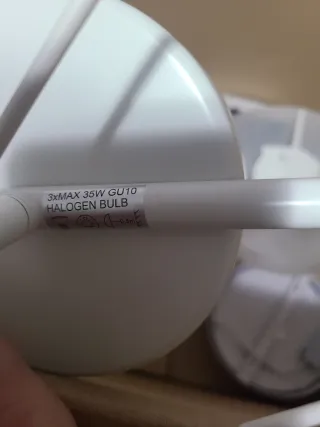 3xMAX 35W GU10
HALOGEN BULB